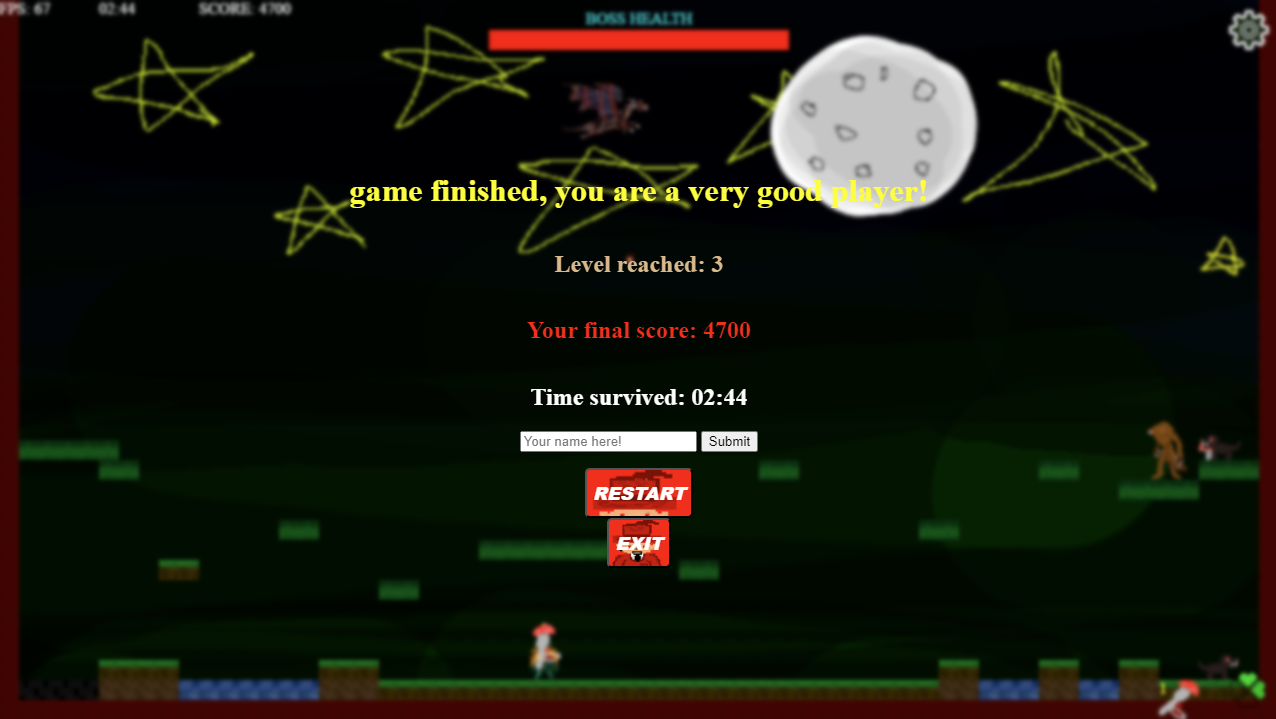 FPS: 67 02:44 SCORE: 4700
BOSS HEALTH
game finished, you are a very good player!
Level reached: 3
Your final score: 4700
Time survived: 02:44
Your name here! Submit
RESTART
EXIT
1